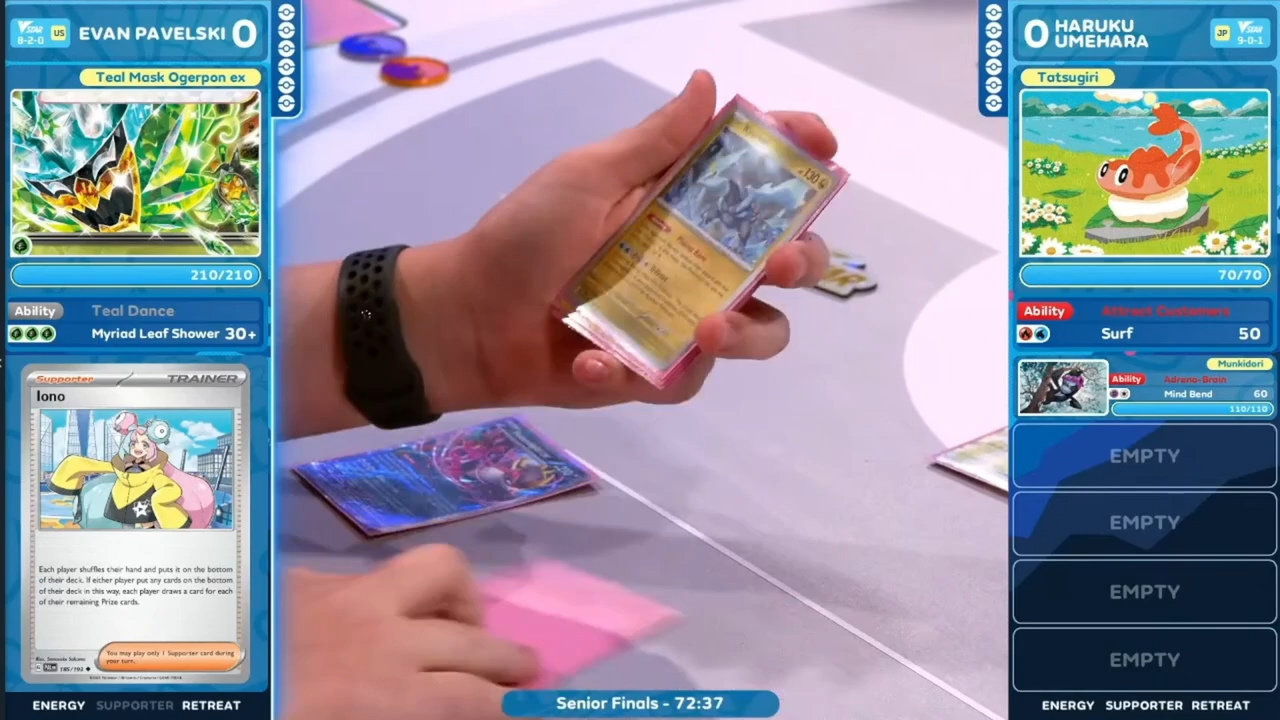 VSTAR
8-2-0
US
EVAN PAVELSKI 0
Teal Mask Ogerpon ex
210/210
Ability Teal Dance
Myriad Leaf Shower 30+
Supporter TRAINER
Iono
Each player shuffles their hand and puts it on the bottom
of their deck. If either player put any cards on the bottom
of their deck in this way, each player draws a card for each
of their remaining Prize cards.
You may play only 1 Supporter card during
your turn.
185/193
ENERGY SUPPORTER RETREAT
130
Senior Finals - 72:37
0 HARUKU
UMEHARA
JP
VSTAR
9-0-1
Tatsugiri
70/70
Ability Attract Customers
Surf 50
Munkidori
Ability Adrena-Brain
Mind Bend 60
110/110
EMPTY
EMPTY
EMPTY
EMPTY
ENERGY SUPPORTER RETREAT